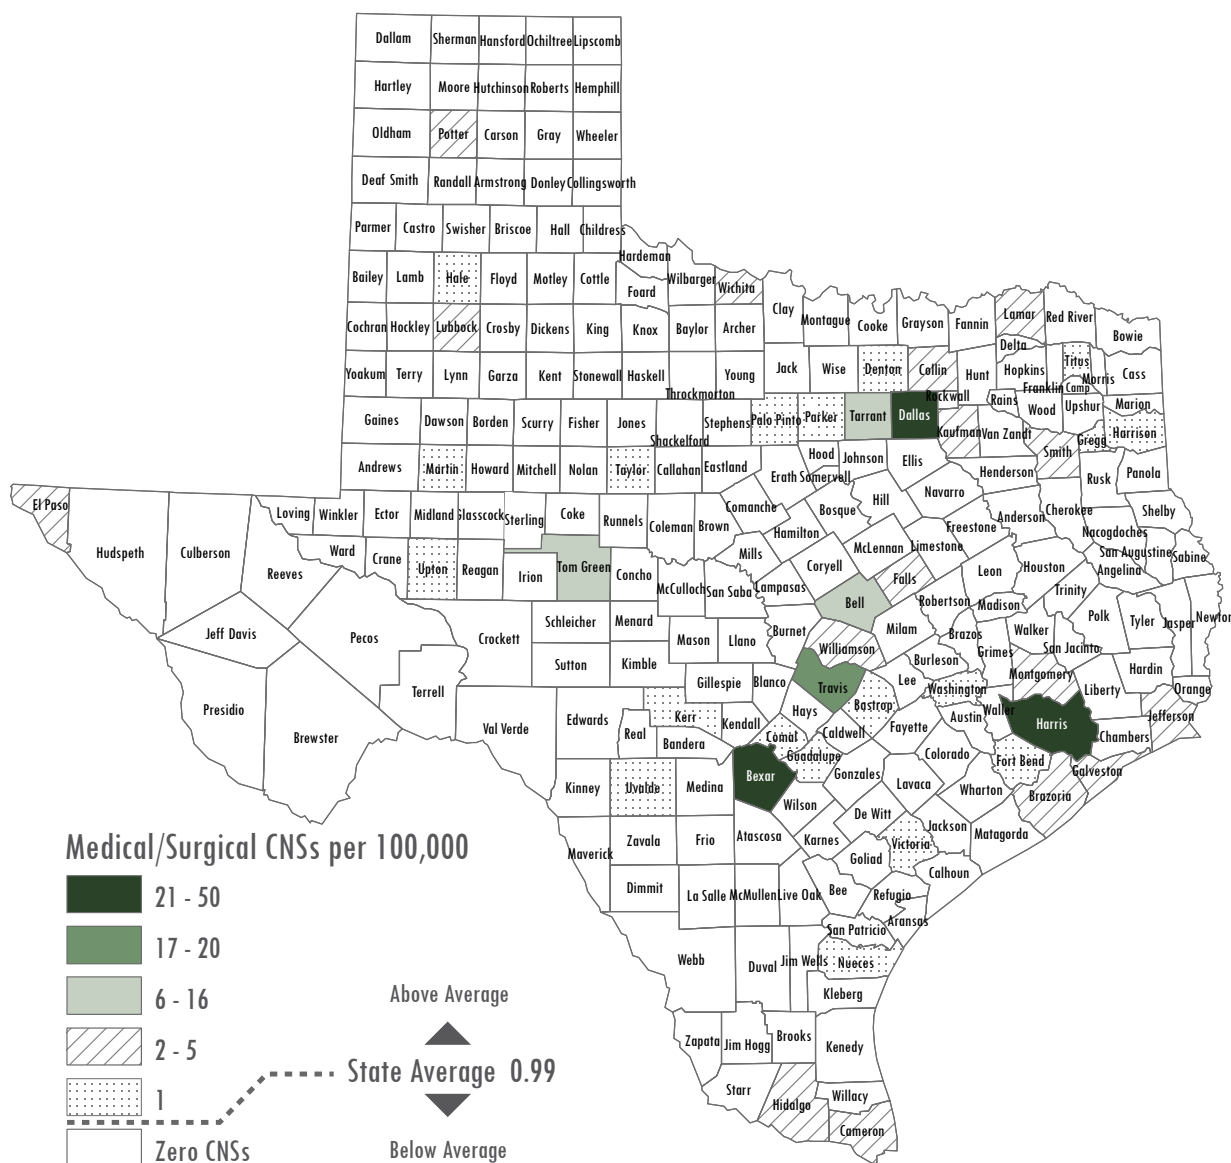 Dallam Sherman Hansford Ochiltree Lipscomb
Hartley Moore Hutchinson Roberts Hemphill
Oldham Potter Carson Gray Wheeler
Deaf Smith Randall Armstrong Donley Collingsworth
Parmer Castro Swisher Briscoe Hall Childress
Hardeman
Bailey Lamb Hale Floyd Motley Cottle Foard Wilbarger Wichita
Clay Montague Cooke Grayson Fannin Lamar Red River Bowie
Cochran Hockley Lubbock Crosby Dickens King Knox Baylor Archer
Delta Titus
Yoakum Terry Lynn Garza Kent Stonewall Haskell Throckmorton Young Jack Wise Denton Collin Hunt Hopkins Franklin Camp Morris Cass
Rockwall Rains Wood Upshur Marion
Gaines Dawson Borden Scurry Fisher Jones Shackelford Stephens Palo Pinto Parker Tarrant Dallas Kaufman Van Zandt Smith Gregg Harrison
Andrews Martin Howard Mitchell Nolan Taylor Callahan Eastland Erath Hood Somervell Johnson Ellis Henderson Rusk Panola
El Paso Hudspeth Culberson Reeves Loving Winkler Ector Midland Glasscock Sterling Coke Runnels Coleman Brown Comanche Hamilton Bosque Hill Navarro Freestone Anderson Cherokee Nacogdoches Shelby
Ward Crane Upton Reagan Irion Tom Green Concho McCulloch San Saba Mills Lampasas Coryell McLennan Limestone Leon Houston Angelina San Augustine Sabine
Jeff Davis Pecos Crockett Schleicher Menard Mason Llano Burnet Bell Falls Robertson Madison Trinity Polk Tyler Jasper Newton
Terrell Sutton Kimble Gillespie Blanco Williamson Milam Brazos Grimes Walker San Jacinto Hardin
Presidio Brewster Val Verde Edwards Real Kerr Kendall Bandera Hays Travis Bastrop Lee Burleson Washington Montgomery Liberty Orange
Comal Guadalupe Caldwell Fayette Austin Waller Harris Chambers Jefferson
Kinney Uvalde Medina Bexar Wilson Gonzales Lavaca Colorado Wharton Fort Bend Brazoria Galveston
Maverick Zavala Frio Atascosa Karnes De Witt Victoria Jackson Matagorda
Dimmit La Salle McMullen Live Oak Bee Goliad Refugio Calhoun Aransas
Webb Duval Jim Wells San Patricio Nueces
Kleberg
Zapata Jim Hogg Brooks Kenedy
Starr Hidalgo Willacy
Cameron
Medical/Surgical CNSs per 100,000
21 - 50
17 - 20
6 - 16
2 - 5
1
Zero CNSs
Above Average
State Average 0.99
Below Average